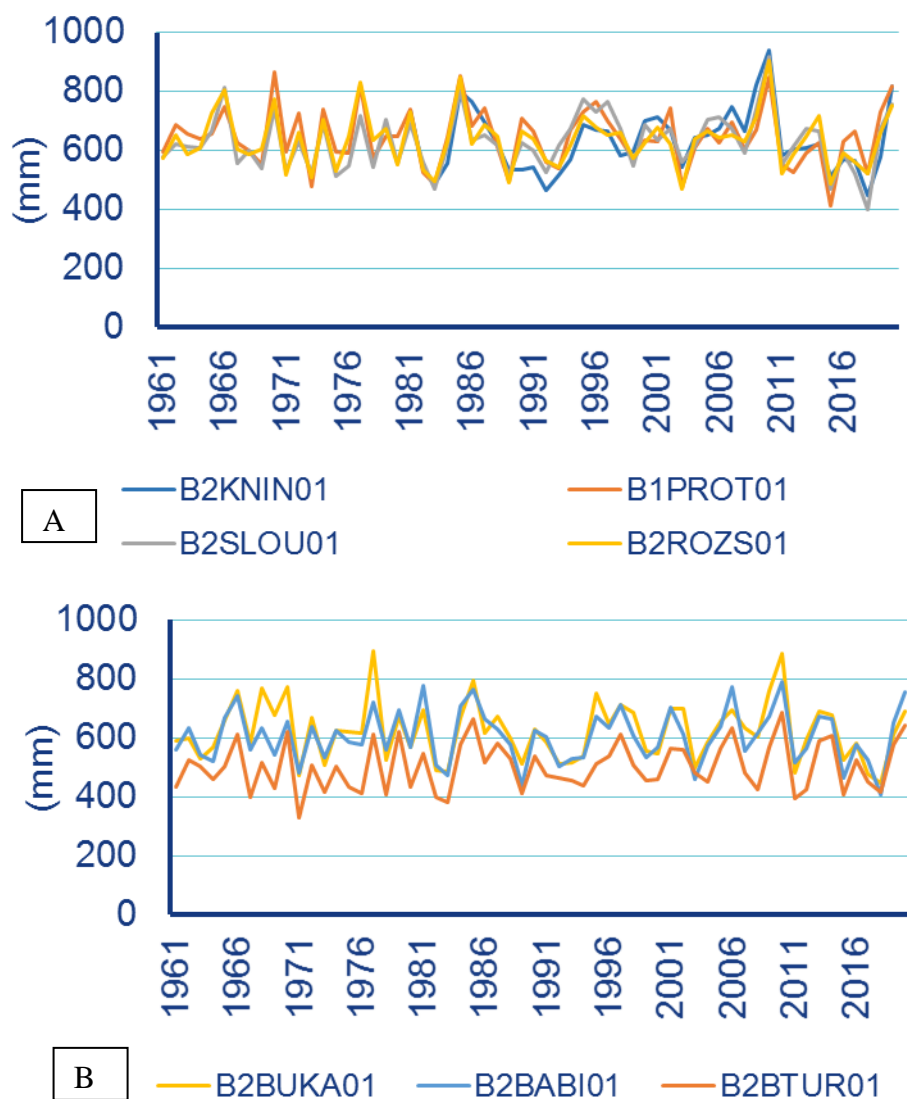 1000
800
600
400
200
0
(mm)
1961 1966 1971 1976 1981 1986 1991 1996 2001 2006 2011 2016
A
B2KNIN01 B1PROT01
B2SLOU01 B2ROZS01
1000
800
600
400
200
0
(mm)
1961 1966 1971 1976 1981 1986 1991 1996 2001 2006 2011 2016
B
B2BUKA01 B2BABI01 B2BTUR01